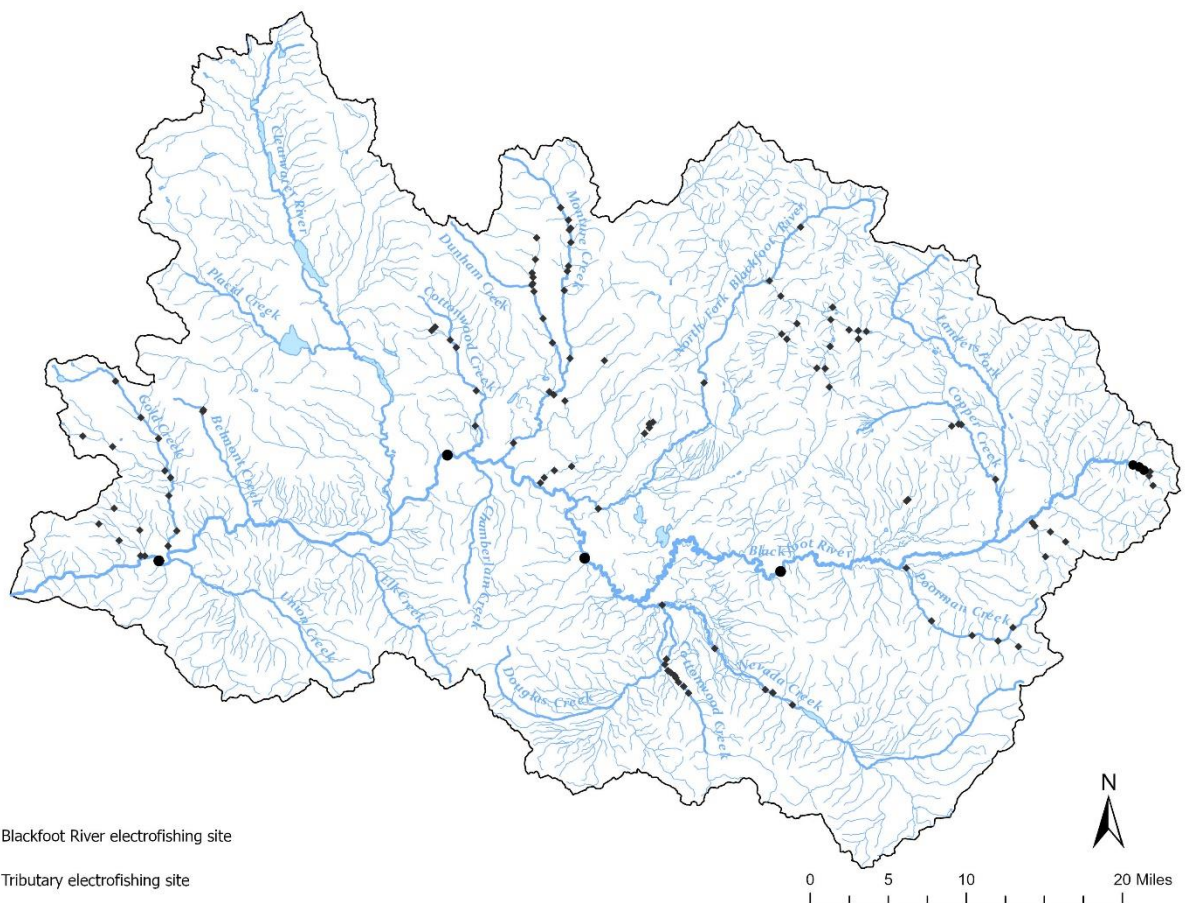 Clearwater River
Monture Creek
Dunham Creek
North Fork Blackfoot River
Placid Creek
Cottonwood Creek
Landers Fork
Gold Creek
Belmont Creek
Copper Creek
Chamberlain Creek
Blackfoot River
Elk Creek
Union Creek
Poorman Creek
Douglas Creek
Cottonwood Creek
Nevada Creek
N
Blackfoot River electrofishing site
Tributary electrofishing site
0 5 10 20 Miles